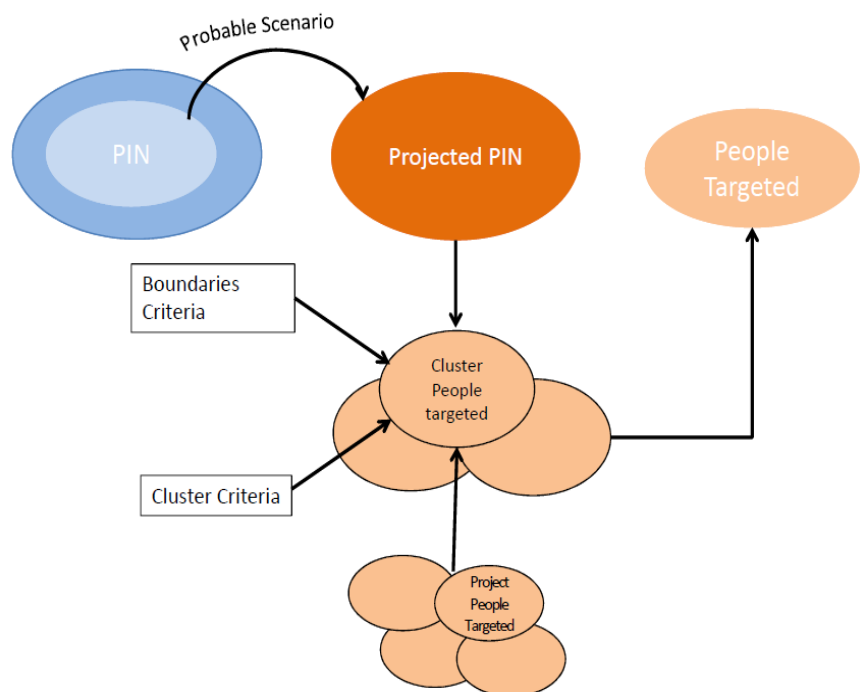 Probable Scenario
PIN
Projected PIN
People
Targeted
Boundaries
Criteria
Cluster
People
targeted
Cluster Criteria
Project
People
Targeted